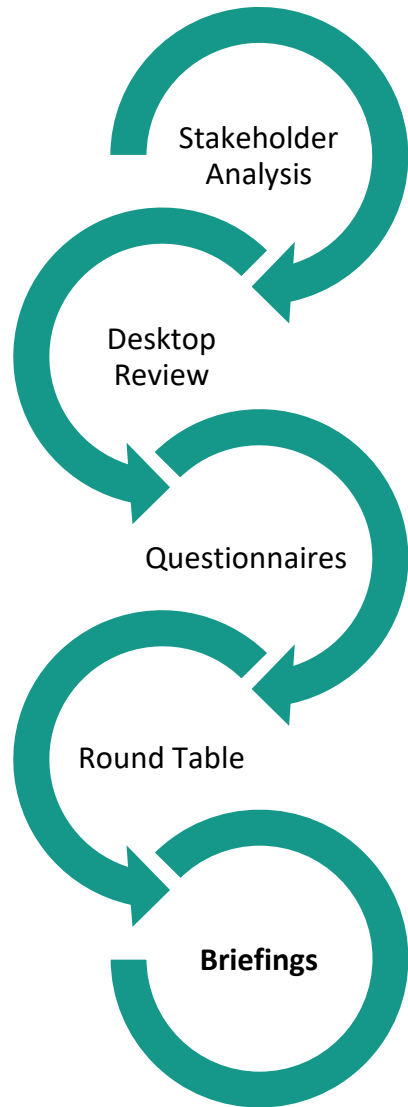 Stakeholder
Analysis
Desktop
Review
Questionnaires
Round Table
Briefings